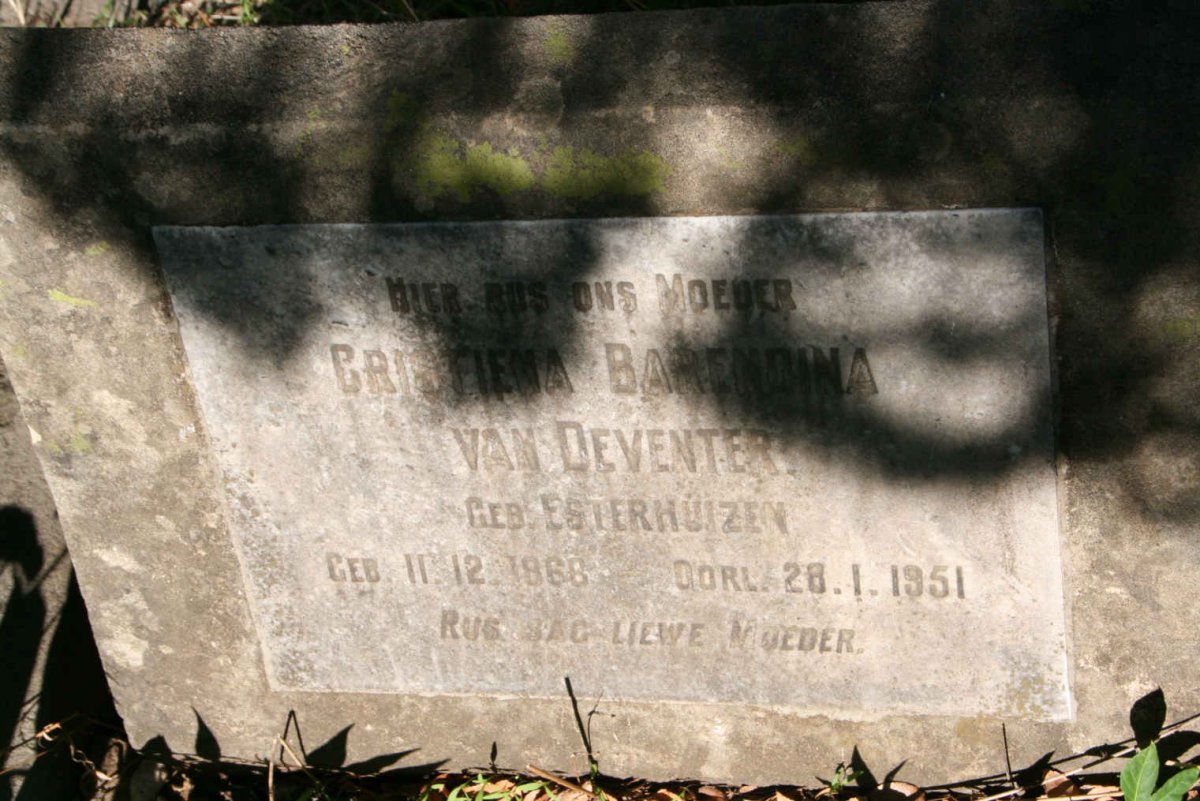 HIER RUS ONS MOEDER
CRISTIENA BARENDINA
VAN DEVENTER.
GEB. ESTERHUIZEN
GEB. 11.12.1868 — OORL. 28.1.1951
RUS SAG LIEWE MOEDER.